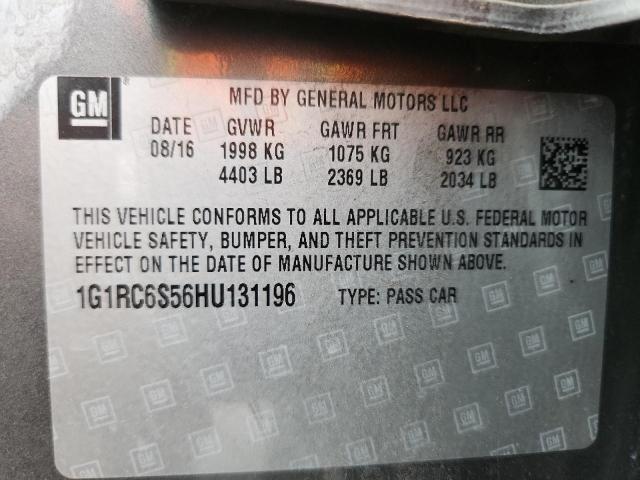 GM
MFD BY GENERAL MOTORS LLC
DATE GVWR GAWR FRT GAWR RR
08/16 1998 KG 1075 KG 923 KG
4403 LB 2369 LB 2034 LB
THIS VEHICLE CONFORMS TO ALL APPLICABLE U.S. FEDERAL MOTOR
VEHICLE SAFETY, BUMPER, AND THEFT PREVENTION STANDARDS IN
EFFECT ON THE DATE OF MANUFACTURE SHOWN ABOVE.
1G1RC6S56HU131196 TYPE: PASS CAR